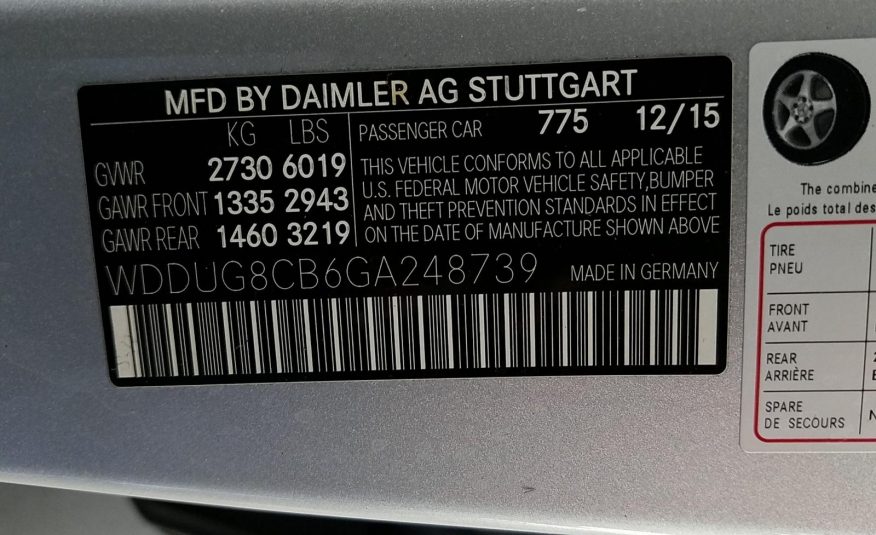 MFD BY DAIMLER AG STUTTGART
KG LBS
GVWR 2730 6019
GAWR FRONT 1335 2943
GAWR REAR 1460 3219
PASSENGER CAR 775 12/15
THIS VEHICLE CONFORMS TO ALL APPLICABLE
U.S. FEDERAL MOTOR VEHICLE SAFETY,BUMPER
AND THEFT PREVENTION STANDARDS IN EFFECT
ON THE DATE OF MANUFACTURE SHOWN ABOVE
WDDUG8CB6GA248739 MADE IN GERMANY
The combine
Le poids total des
TIRE
PNEU
FRONT
AVANT
REAR
ARRIÈRE
SPARE
DE SECOURS